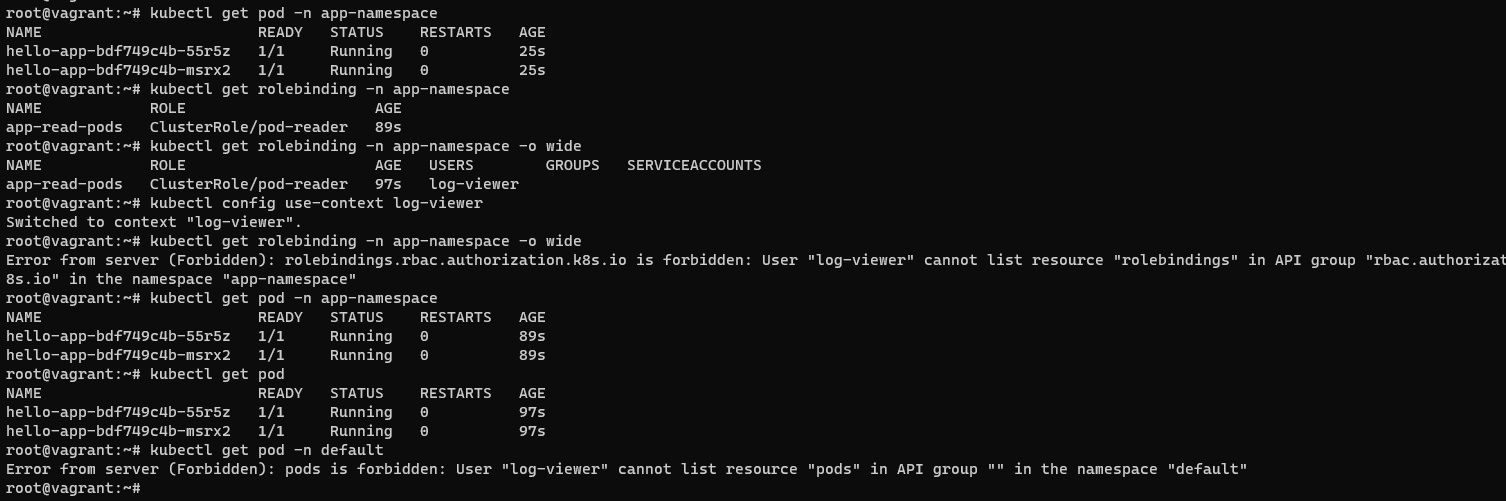 root@vagrant:~# kubectl get pod -n app-namespace
NAME                        READY   STATUS    RESTARTS   AGE
hello-app-bdf749c4b-55r5z   1/1     Running   0          25s
hello-app-bdf749c4b-msrx2   1/1     Running   0          25s
root@vagrant:~# kubectl get rolebinding -n app-namespace
NAME            ROLE                     AGE
app-read-pods   ClusterRole/pod-reader   89s
root@vagrant:~# kubectl get rolebinding -n app-namespace -o wide
NAME            ROLE                     AGE   USERS        GROUPS   SERVICEACCOUNTS
app-read-pods   ClusterRole/pod-reader   97s   log-viewer
root@vagrant:~# kubectl config use-context log-viewer
Switched to context "log-viewer".
root@vagrant:~# kubectl get rolebinding -n app-namespace -o wide
Error from server (Forbidden): rolebindings.rbac.authorization.k8s.io is forbidden: User "log-viewer" cannot list resource "rolebindings" in API group "rbac.authorizat
8s.io" in the namespace "app-namespace"
root@vagrant:~# kubectl get pod -n app-namespace
NAME                        READY   STATUS    RESTARTS   AGE
hello-app-bdf749c4b-55r5z   1/1     Running   0          89s
hello-app-bdf749c4b-msrx2   1/1     Running   0          89s
root@vagrant:~# kubectl get pod
NAME                        READY   STATUS    RESTARTS   AGE
hello-app-bdf749c4b-55r5z   1/1     Running   0          97s
hello-app-bdf749c4b-msrx2   1/1     Running   0          97s
root@vagrant:~# kubectl get pod -n default
Error from server (Forbidden): pods is forbidden: User "log-viewer" cannot list resource "pods" in API group "" in the namespace "default"
root@vagrant:~#